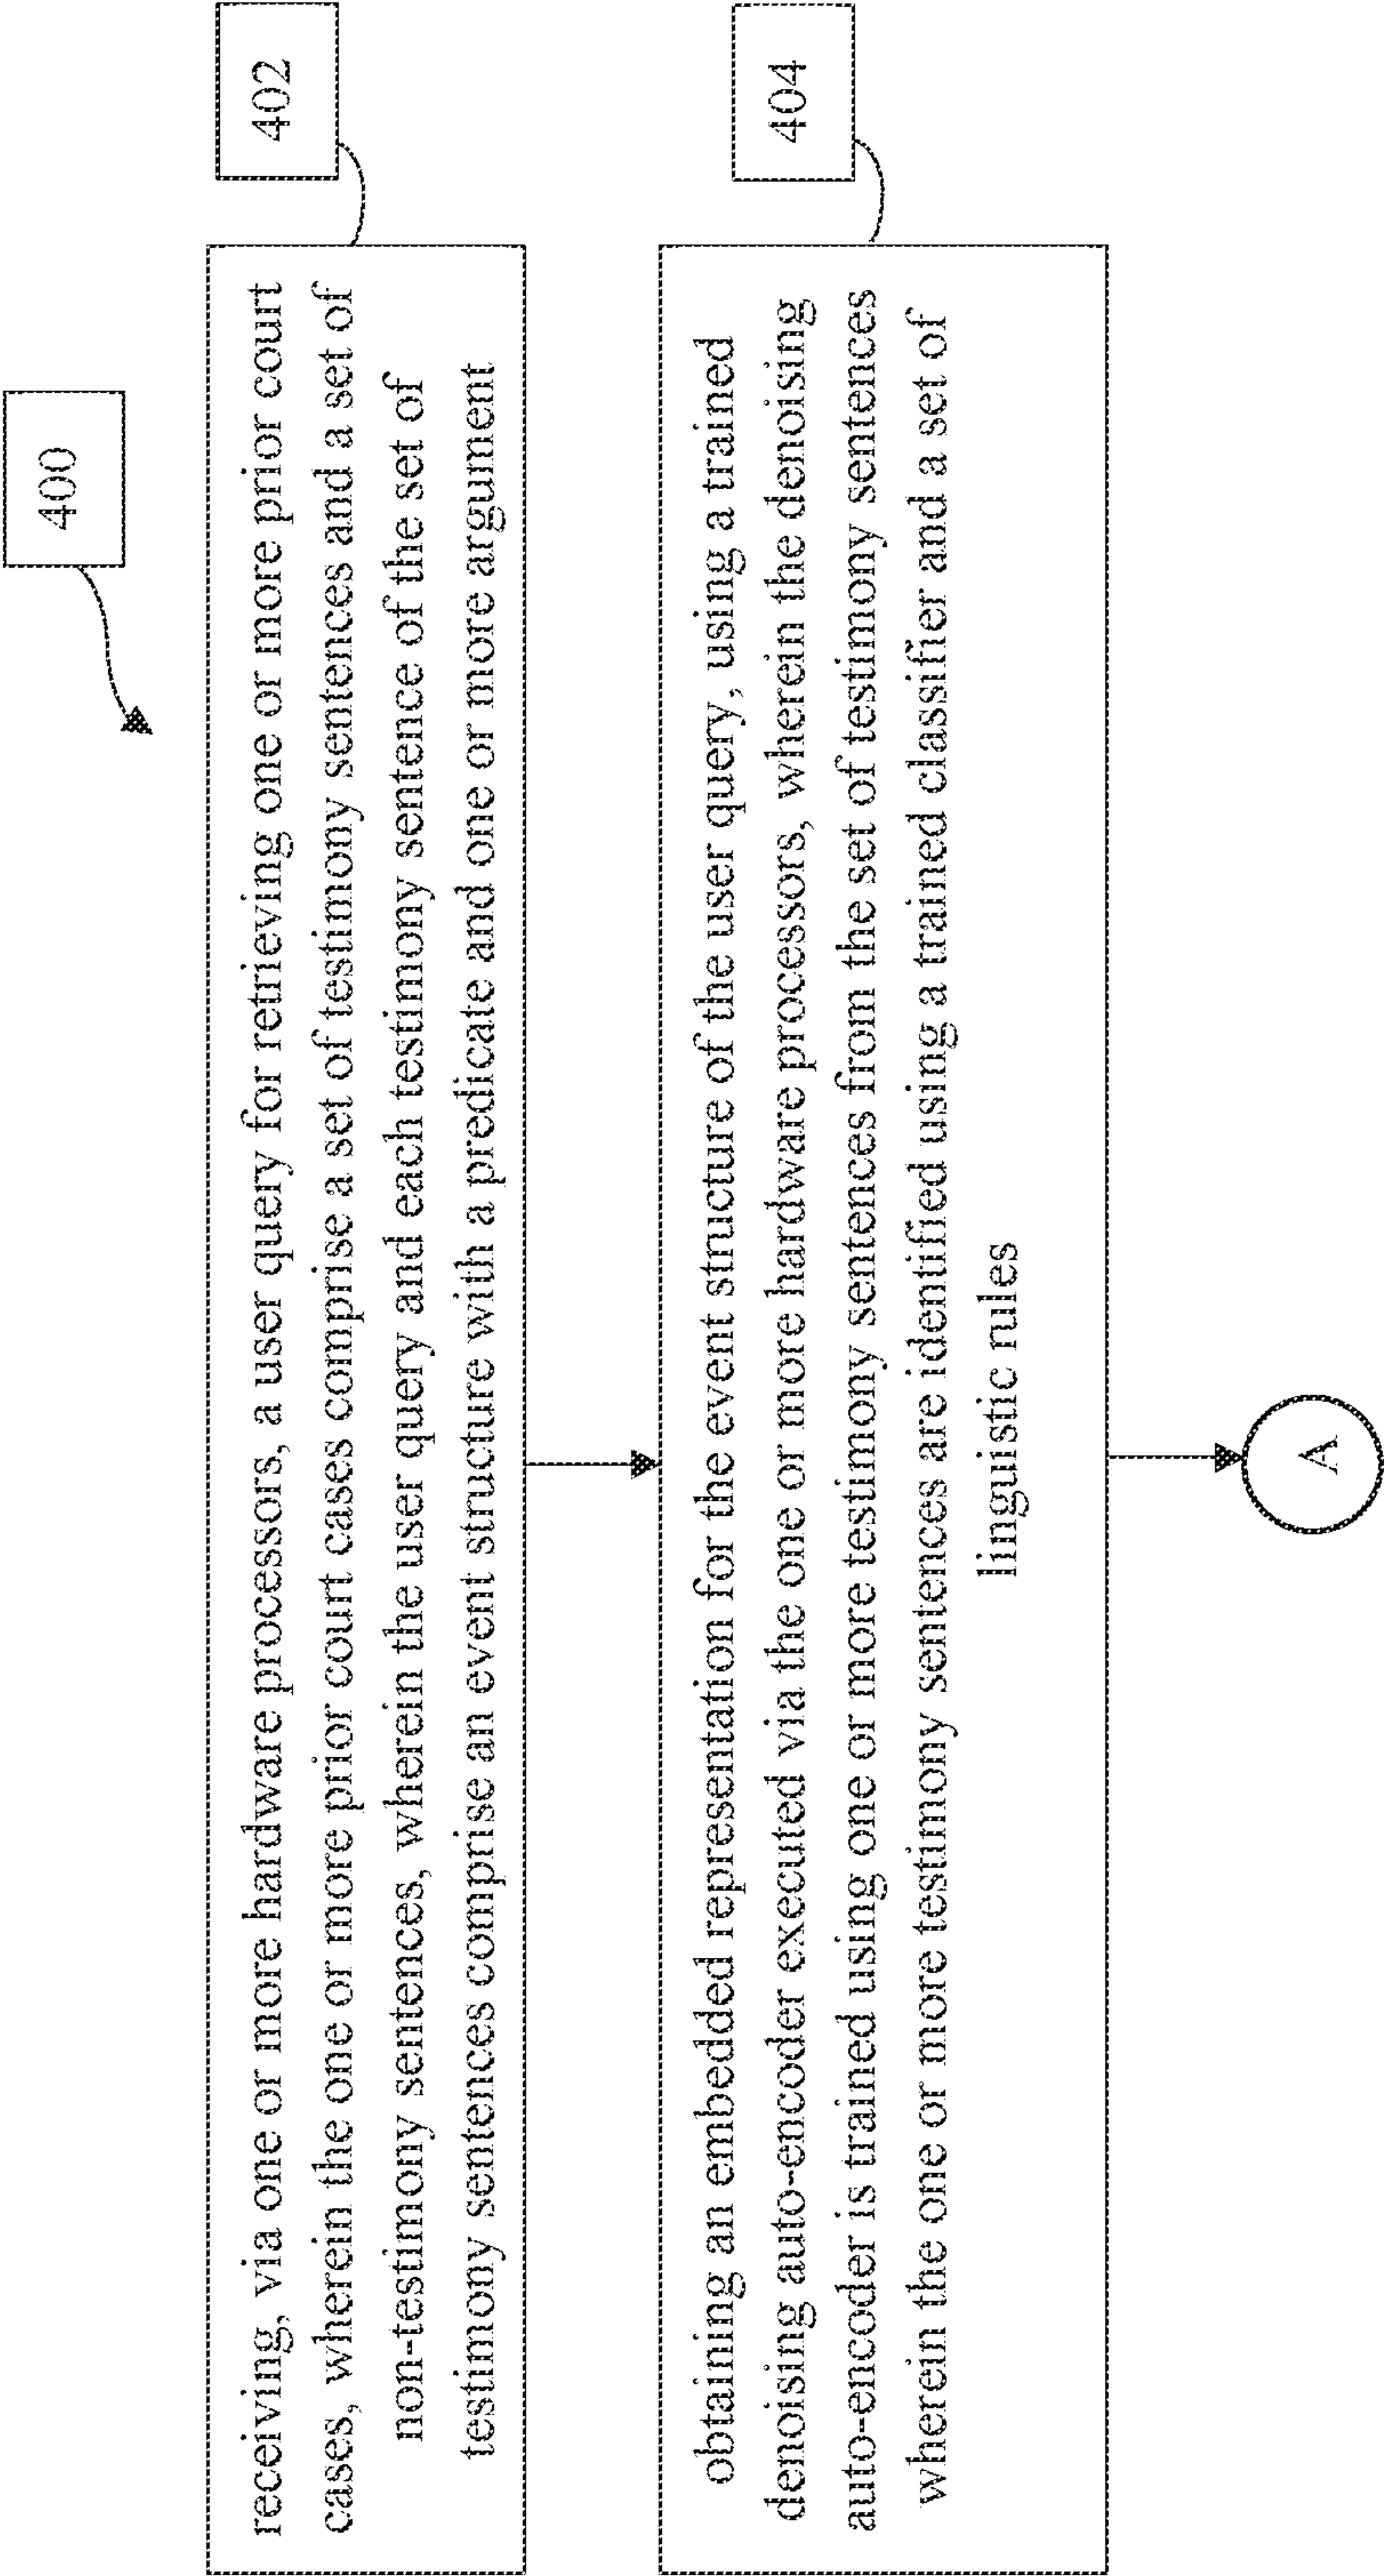 400
402
receiving, via one or more hardware processors, a user query for retrieving one or more prior court
cases, wherein the one or more prior court cases comprise a set of testimony sentences and a set of
non-testimony sentences, wherein the user query and each testimony sentence of the set of
testimony sentences comprise an event structure with a predicate and one or more argument
404
obtaining an embedded representation for the event structure of the user query, using a trained
denoising auto-encoder executed via the one or more hardware processors, wherein the denoising
auto-encoder is trained using one or more testimony sentences from the set of testimony sentences
wherein the one or more testimony sentences are identified using a trained classifier and a set of
linguistic rules
A